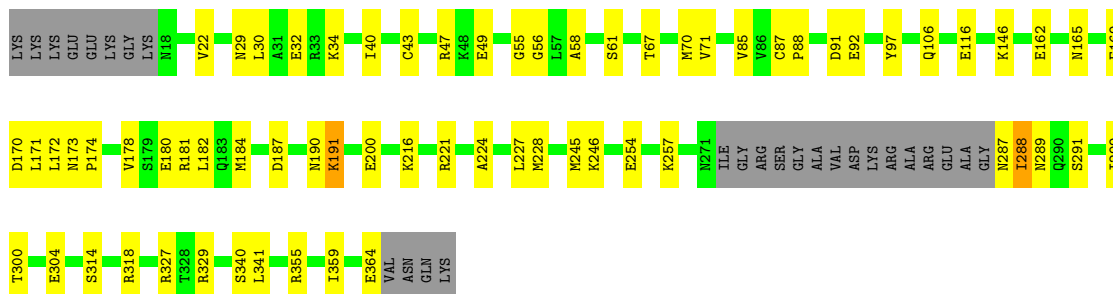 LYS LYS LYS GLU GLU LYS GLY LYS N18 V22 N29 L30 A31 E32 R33 K34 I40 C43 R47 K48 E49 G55 G56 L57 A58 S61 T67 M70 V71 V85 V86 C87 P88 D91 E92 Y97 Q106 E116 K146 E162 N165
D170 L171 L172 N173 P174 V178 S179 E180 R181 L182 Q183 M184 D187 N190 K191 E200 K216 R221 A224 L227 M228 M245 K246 E254 K257 N271 ILE GLY ARG SER GLY ALA VAL ASP LYS ARG ALA ARG GLU ALA GLY N287 I288 N289 Q290 S291
T300 E304 S314 R318 R327 T328 R329 S340 L341 R355 I359 E364 VAL ASN GLN LYS